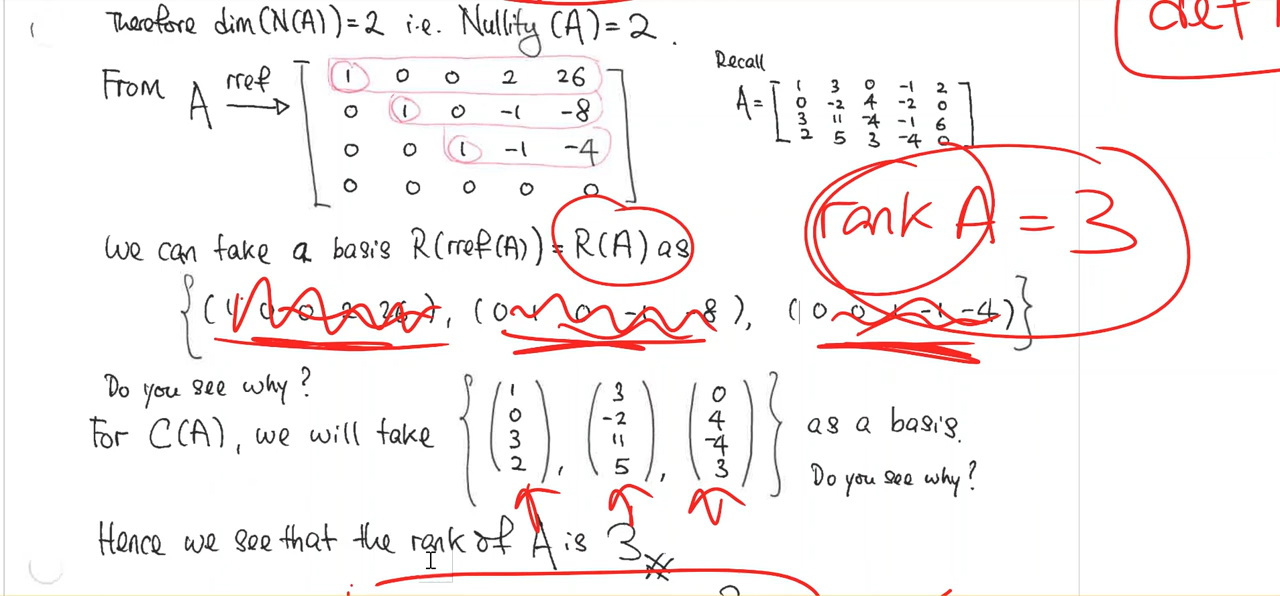 Therefore dim(N(A))=2 i.e. Nullity(A)=2.
det
From A rref→ [ 1 0 0 2 26
0 1 0 -1 -8
0 0 1 -1 -4
0 0 0 0 0 ]
Recall
A= [ 1 3 0 -1 2
0 -2 4 -2 0
3 11 -4 -1 6
2 5 3 -4 0 ]
rank A = 3
We can take a basis R(rref(A)) = R(A) as
{(1 0 0 2 26), (0 1 0 -1 -8), (0 0 1 -1 -4)}
Do you see why?
For C(A), we will take { (1 0 3 2), (3 -2 11 5), (0 4 -4 3) } as a basis.
Do you see why?
Hence we see that the rank of A is 3